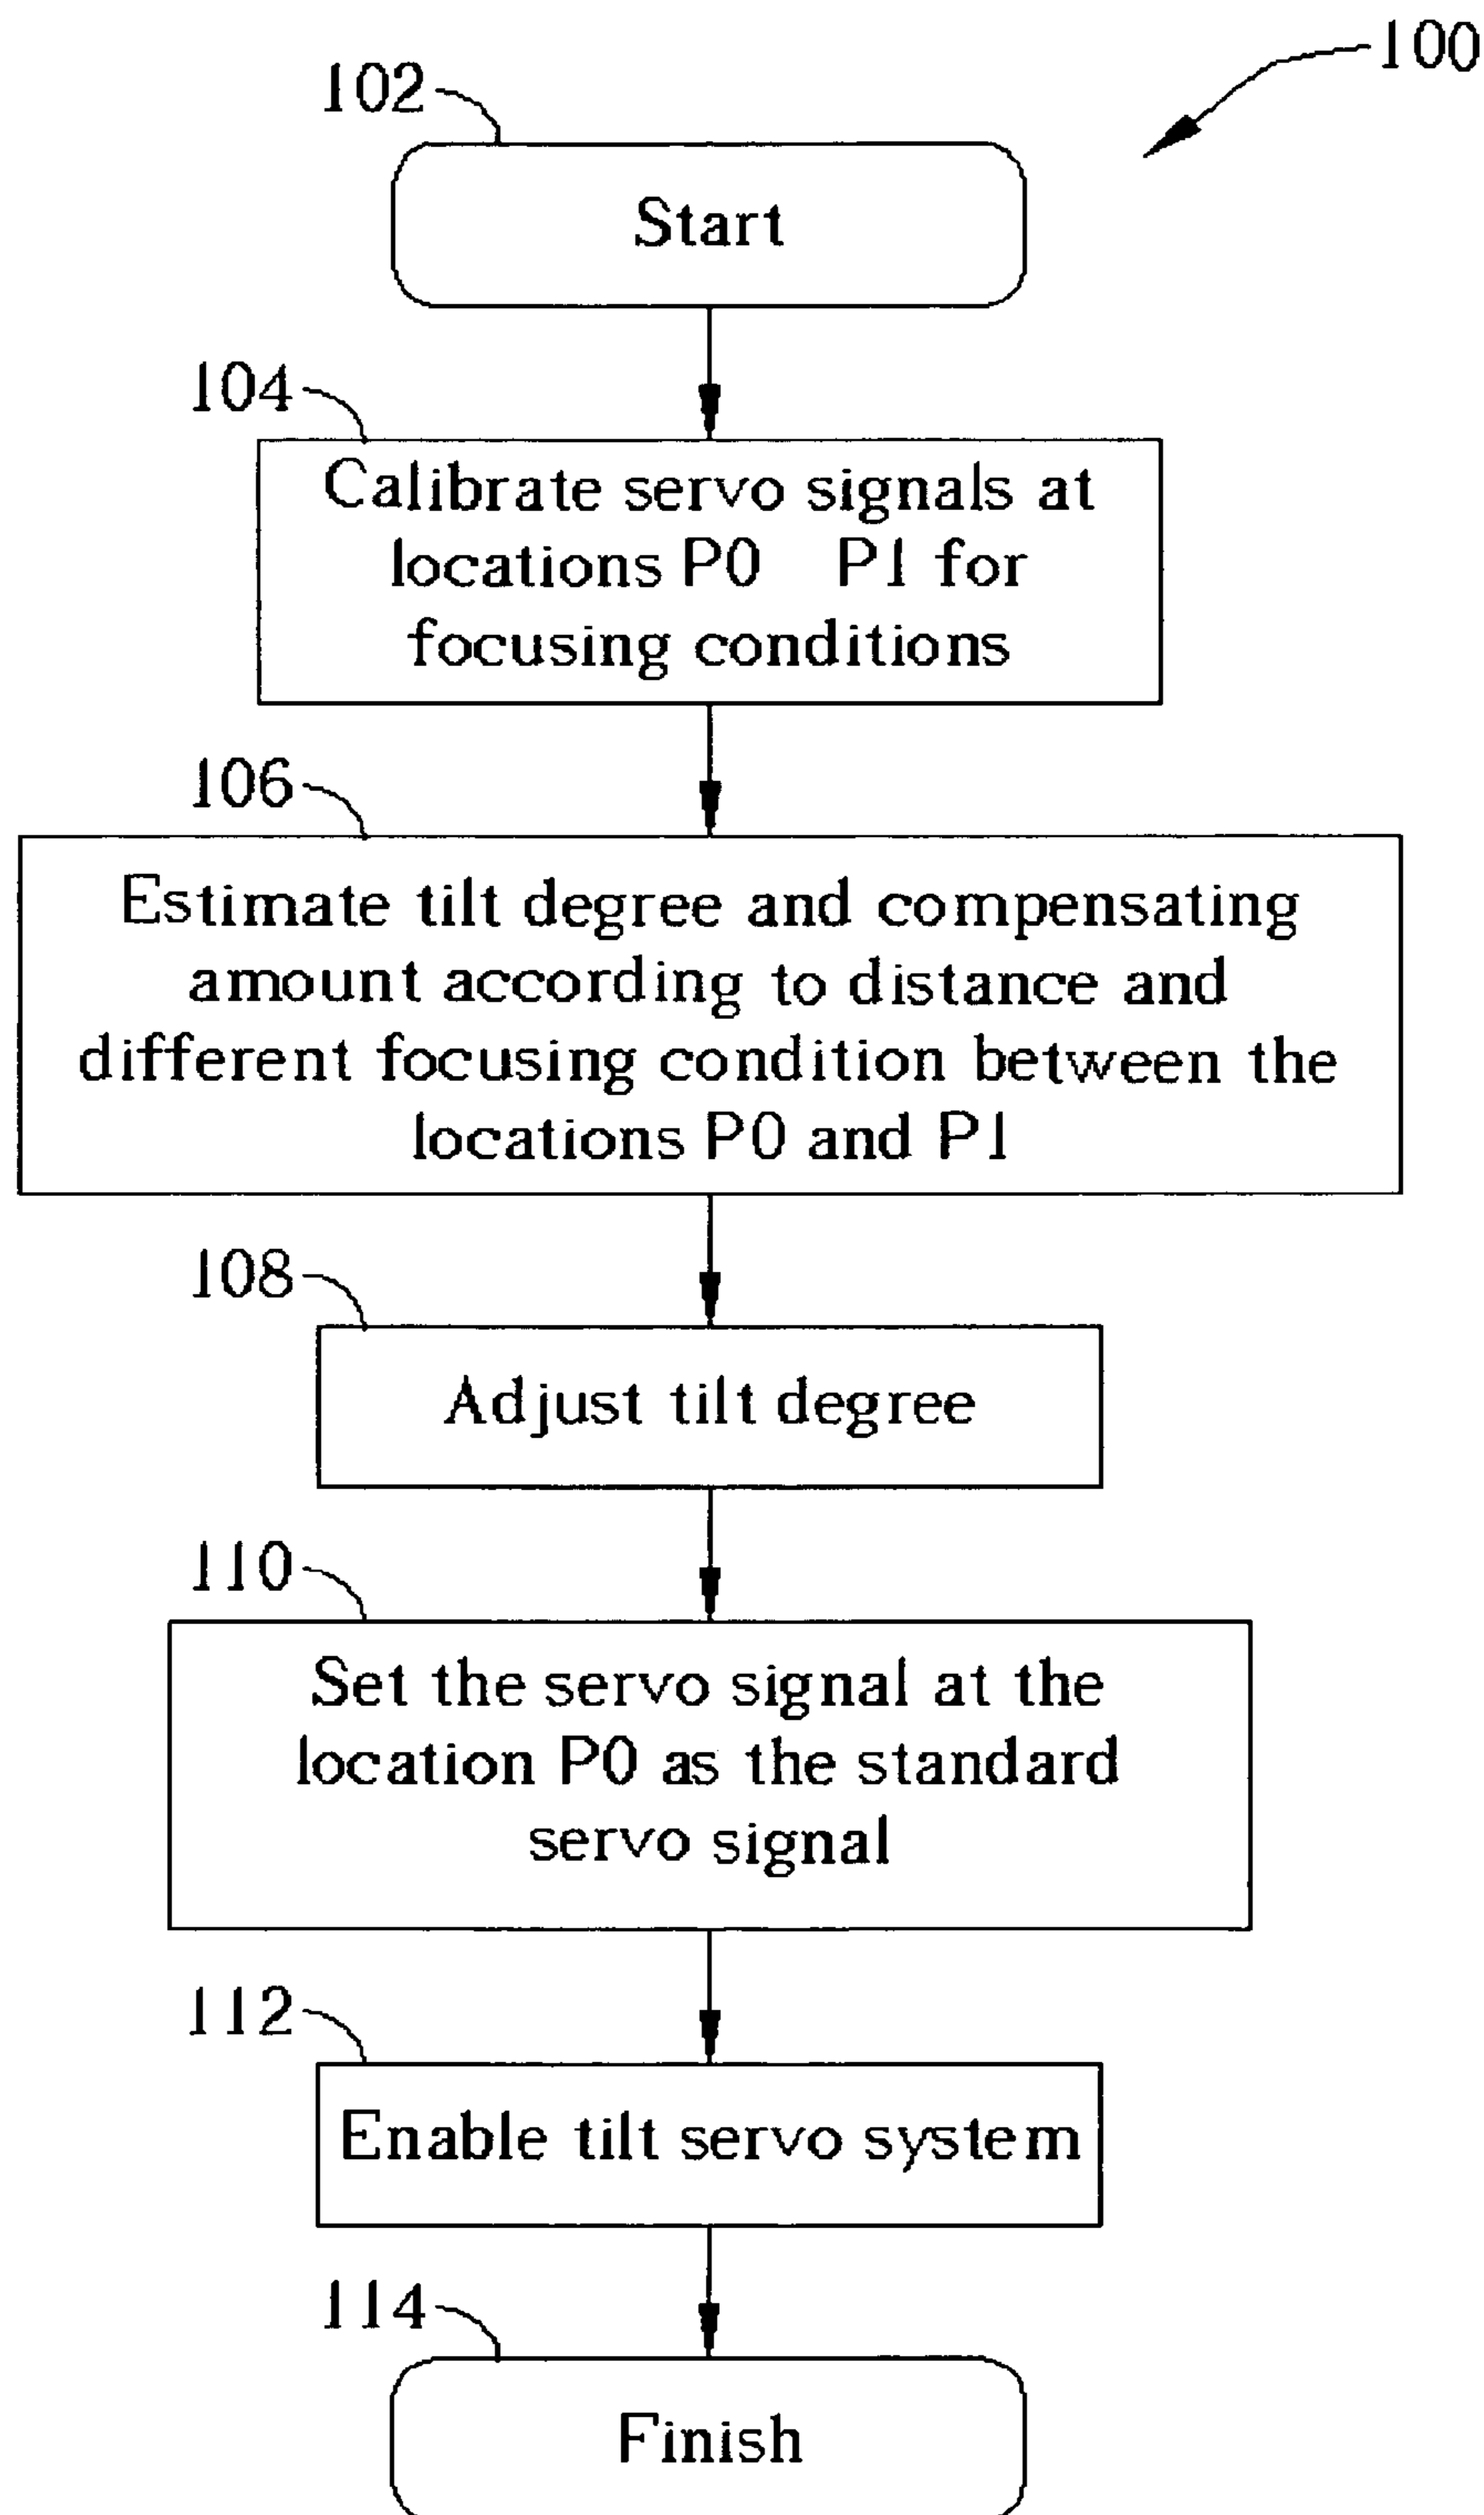 100
102
Start
104
Calibrate servo signals at
locations P0 P1 for
focusing conditions
106
Estimate tilt degree and compensating
amount according to distance and
different focusing condition between the
locations P0 and P1
108
Adjust tilt degree
110
Set the servo signal at the
location P0 as the standard
servo signal
112
Enable tilt servo system
114
Finish